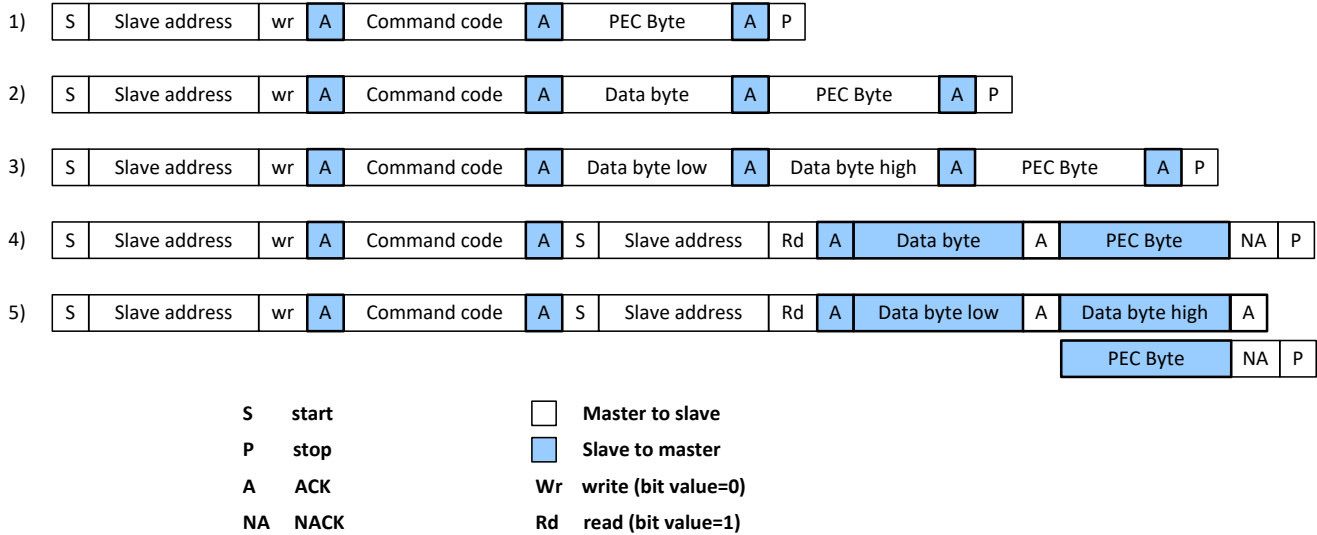 1) S Slave address wr A Command code A PEC Byte A P
2) S Slave address wr A Command code A Data byte A PEC Byte A P
3) S Slave address wr A Command code A Data byte low A Data byte high A PEC Byte A P
4) S Slave address wr A Command code A S Slave address Rd A Data byte A PEC Byte NA P
5) S Slave address wr A Command code A S Slave address Rd A Data byte low A Data byte high A
PEC Byte NA P
S start Master to slave
P stop Slave to master
A ACK Wr write (bit value=0)
NA NACK Rd read (bit value=1)